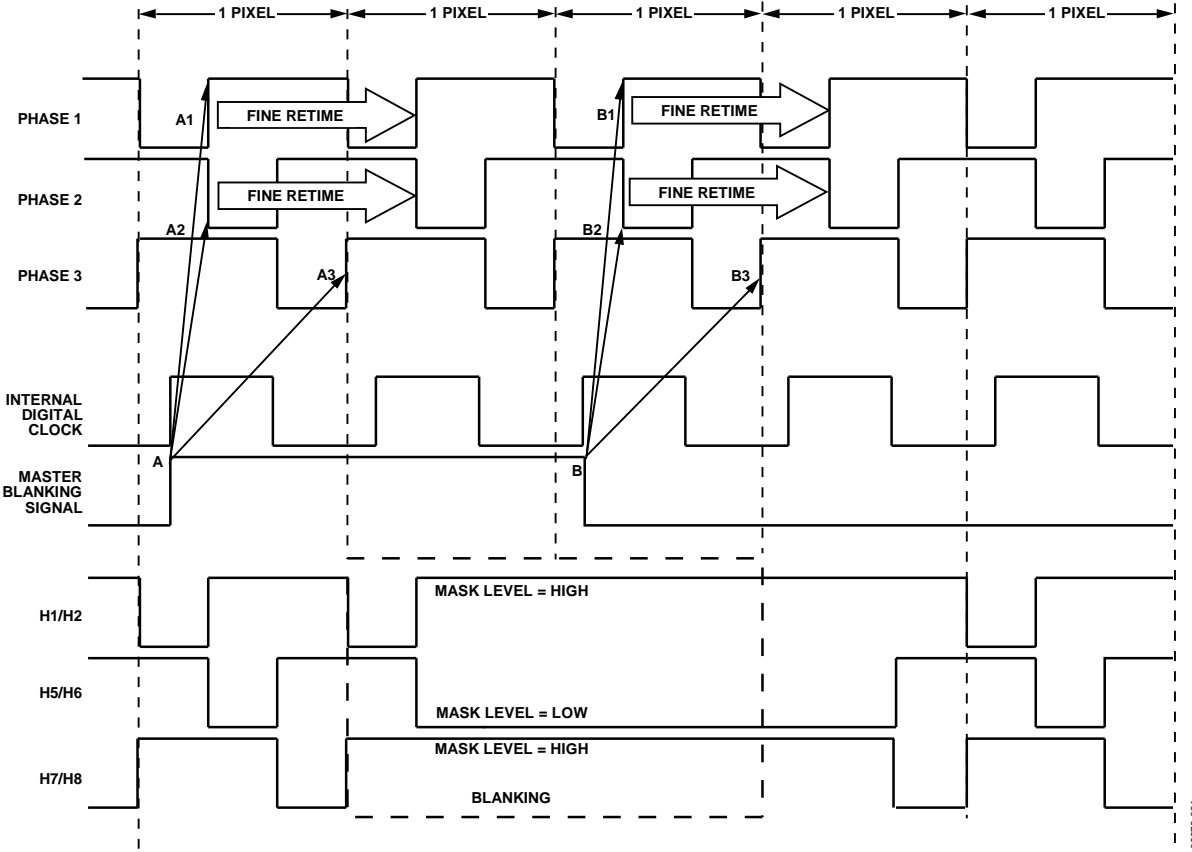 1 PIXEL 1 PIXEL 1 PIXEL 1 PIXEL 1 PIXEL
PHASE 1
A1
FINE RETIME
B1
FINE RETIME
PHASE 2
FINE RETIME
FINE RETIME
A2
B2
PHASE 3
A3
B3
INTERNAL
DIGITAL
CLOCK
A
B
MASTER
BLANKING
SIGNAL
H1/H2
MASK LEVEL = HIGH
H5/H6
MASK LEVEL = LOW
H7/H8
MASK LEVEL = HIGH
BLANKING